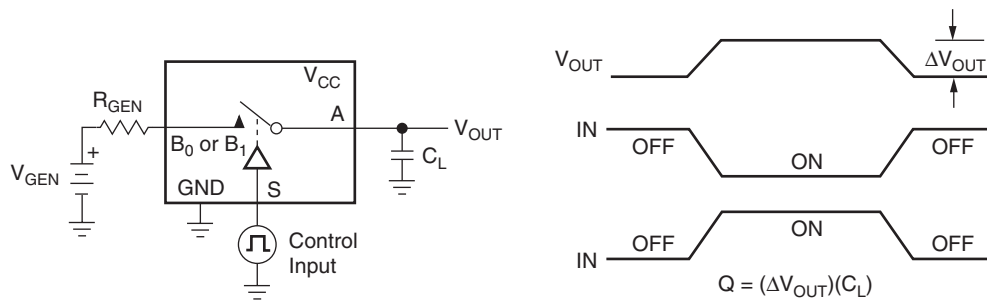 V_CC
R_GEN
A
V_OUT
B_0 or B_1
+
V_GEN
C_L
GND
S
Control
Input
V_OUT
ΔV_OUT
IN
OFF
ON
OFF
IN
OFF
ON
OFF
Q = (ΔV_OUT)(C_L)